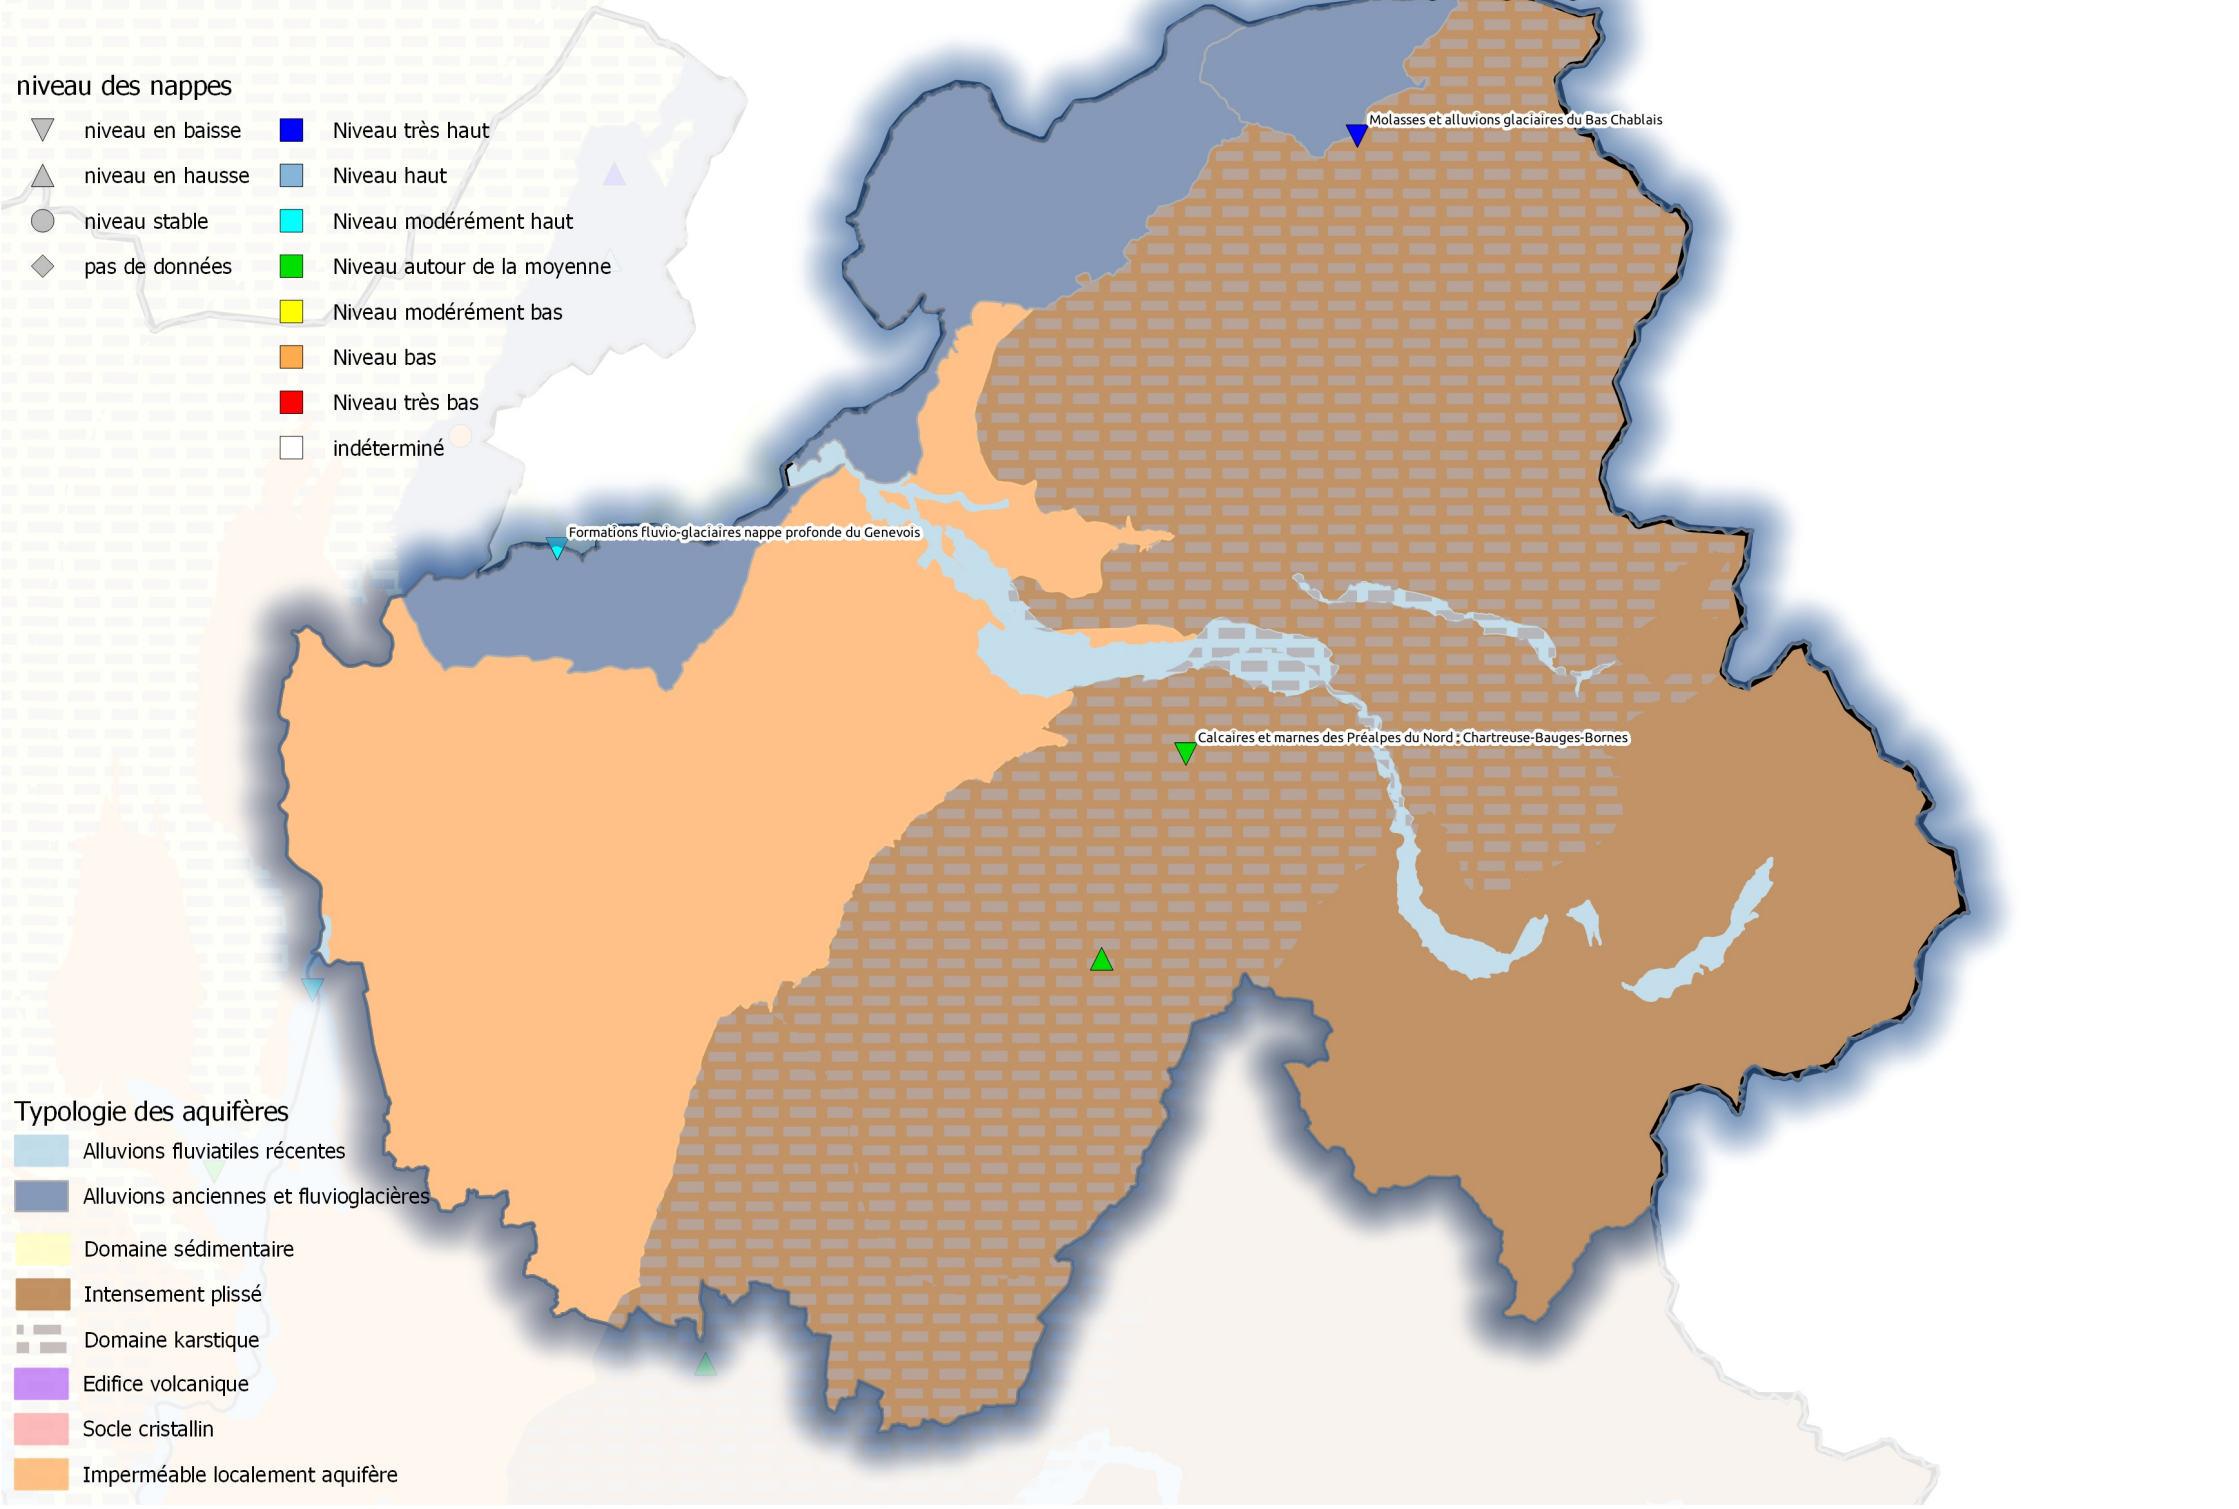 niveau des nappes
niveau en baisse
niveau en hausse
niveau stable
pas de données
Niveau très haut
Niveau haut
Niveau modérément haut
Niveau autour de la moyenne
Niveau modérément bas
Niveau bas
Niveau très bas
indéterminé
Molasses et alluvions glaciaires du Bas Chablais
Formations fluvio-glaciaires nappe profonde du Genevois
Calcaires et marnes des Préalpes du Nord : Chartreuse-Bauges-Bornes
Typologie des aquifères
Alluvions fluviatiles récentes
Alluvions anciennes et fluvioglacières
Domaine sédimentaire
Intensement plissé
Domaine karstique
Edifice volcanique
Socle cristallin
Imperméable localement aquifère